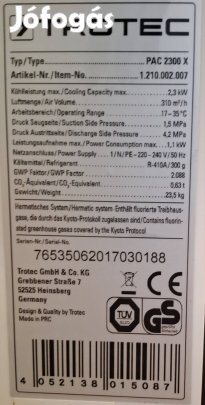 Jófogás
TROTEC
Typ/Type PAC 2300 X
Artikel-Nr./Item-No. 1.210.002.007
Kühlleistung max./Cooling Capacity max. 2,3 kW
Luftmenge/Air Volume 310 m³/h
Arbeitsbereich/Operating Range 17–35°C
Druck Saugseite/Suction Side Pressure 1,5 MPa
Druck Austrittseite/Discharge Side Pressure 4,2 MPa
Leistungsaufnahme max./Power Consumption max. 1,1 kW
Netzanschluss/Power Supply 1/N/PE~220-240 V/50 Hz
Kältemittel/Refrigerant R-410A/300 g
GWP Faktor/GWP Factor 2.088
CO₂-Äquivalent/CO₂-Equivalent 0,63 t
Gewicht/Weight 23,5 kg
Hermetisches System/Hermetic system Enthält fluorierte Treibhaus-
gase, die durch das Kyoto-Protokoll zugelassen sind/Contains fluorin-
sted greenhouse gases covered by the Kyoto Protocol
Serien-Nr./Serial-No.
76535062017030188
Trotec GmbH & Co. KG
Grebbener Straße 7
52525 Heinsberg
Germany
Design by Trotec
Made in PRC
TÜV
GS
4 052138 015087